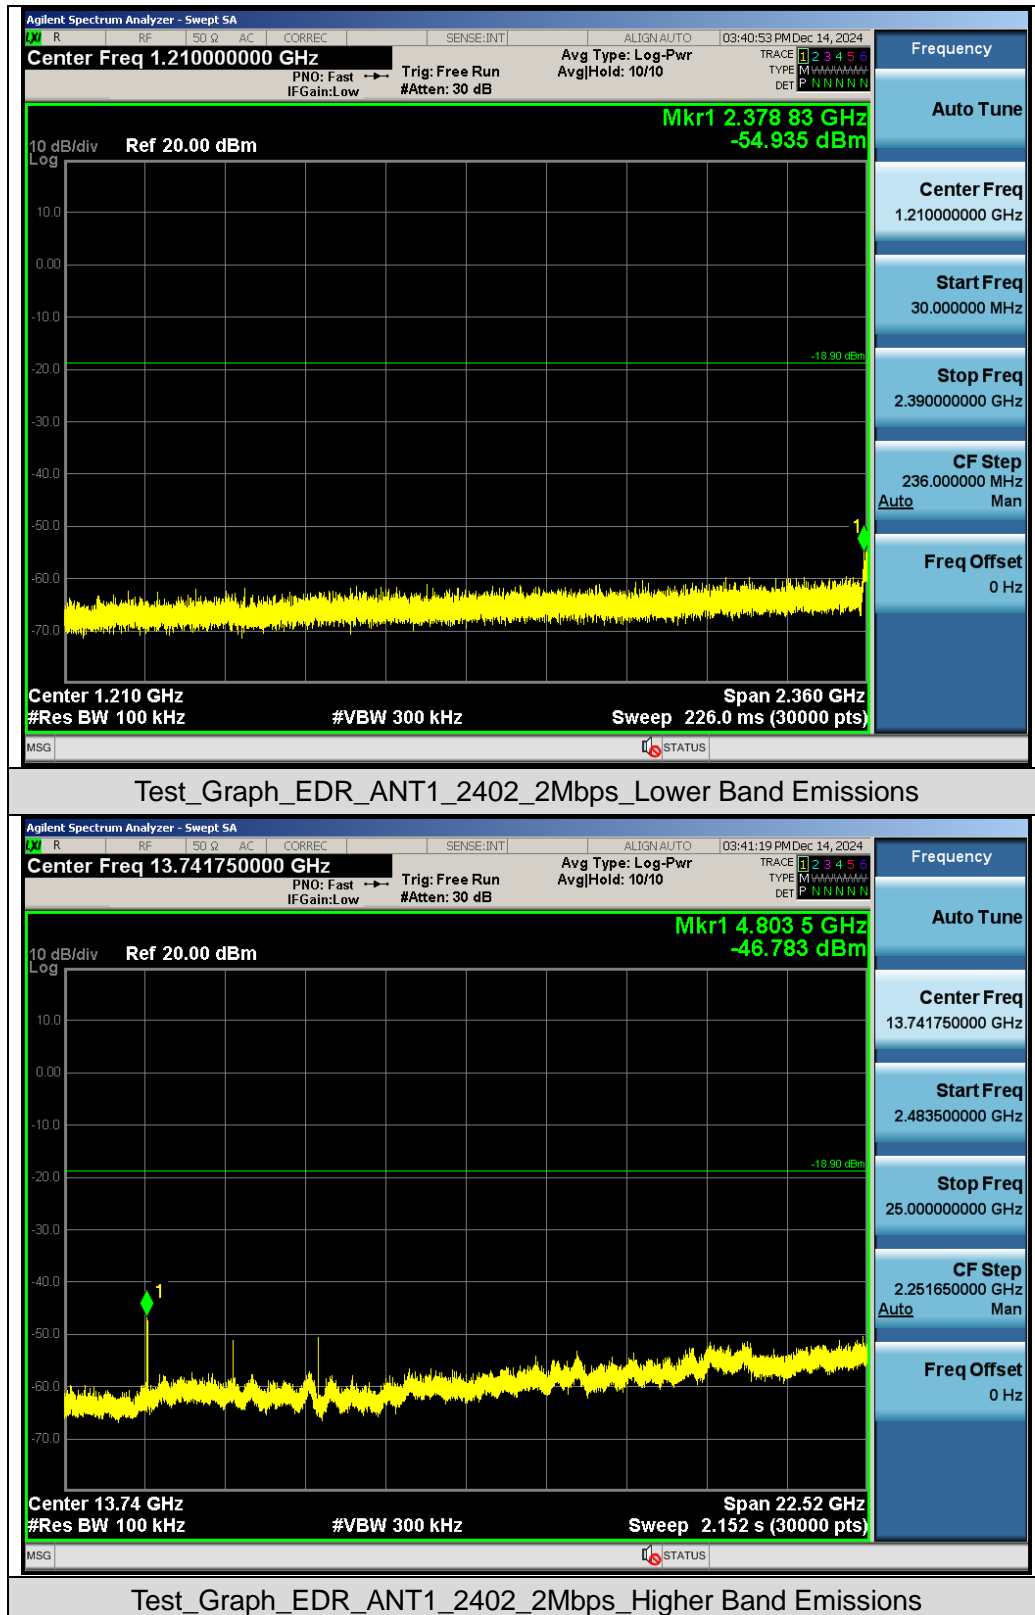 Agilent Spectrum Analyzer - Swept SA
LXI R RF 50 Ω AC CORREC SENSE:INT ALIGN AUTO 03:40:53 PM Dec 14, 2024
Center Freq 1.210000000 GHz
PNO: Fast
IFGain:Low
Trig: Free Run
#Atten: 30 dB
Avg Type: Log-Pwr
Avg|Hold: 10/10
TRACE 1 2 3 4 5 6
TYPE M
DET P N N N N N
Mkr1 2.378 83 GHz
-54.935 dBm
10 dB/div Ref 20.00 dBm
Log
10.0
0.00
-10.0
-18.90 dBm
-20.0
-30.0
-40.0
-50.0
1
-60.0
-70.0
Center 1.210 GHz Span 2.360 GHz
#Res BW 100 kHz #VBW 300 kHz Sweep 226.0 ms (30000 pts)
MSG STATUS
Frequency
Auto Tune
Center Freq
1.210000000 GHz
Start Freq
30.000000 MHz
Stop Freq
2.390000000 GHz
CF Step
236.000000 MHz
Auto Man
Freq Offset
0 Hz
Test_Graph_EDR_ANT1_2402_2Mbps_Lower Band Emissions
Agilent Spectrum Analyzer - Swept SA
LXI R RF 50 Ω AC CORREC SENSE:INT ALIGN AUTO 03:41:19 PM Dec 14, 2024
Center Freq 13.741750000 GHz
PNO: Fast
IFGain:Low
Trig: Free Run
#Atten: 30 dB
Avg Type: Log-Pwr
Avg|Hold: 10/10
TRACE 1 2 3 4 5 6
TYPE M
DET P N N N N N
Mkr1 4.803 5 GHz
-46.783 dBm
10 dB/div Ref 20.00 dBm
Log
10.0
0.00
-10.0
-18.90 dBm
-20.0
-30.0
-40.0
1
-50.0
-60.0
-70.0
Center 13.74 GHz Span 22.52 GHz
#Res BW 100 kHz #VBW 300 kHz Sweep 2.152 s (30000 pts)
MSG STATUS
Frequency
Auto Tune
Center Freq
13.741750000 GHz
Start Freq
2.483500000 GHz
Stop Freq
25.000000000 GHz
CF Step
2.251650000 GHz
Auto Man
Freq Offset
0 Hz
Test_Graph_EDR_ANT1_2402_2Mbps_Higher Band Emissions